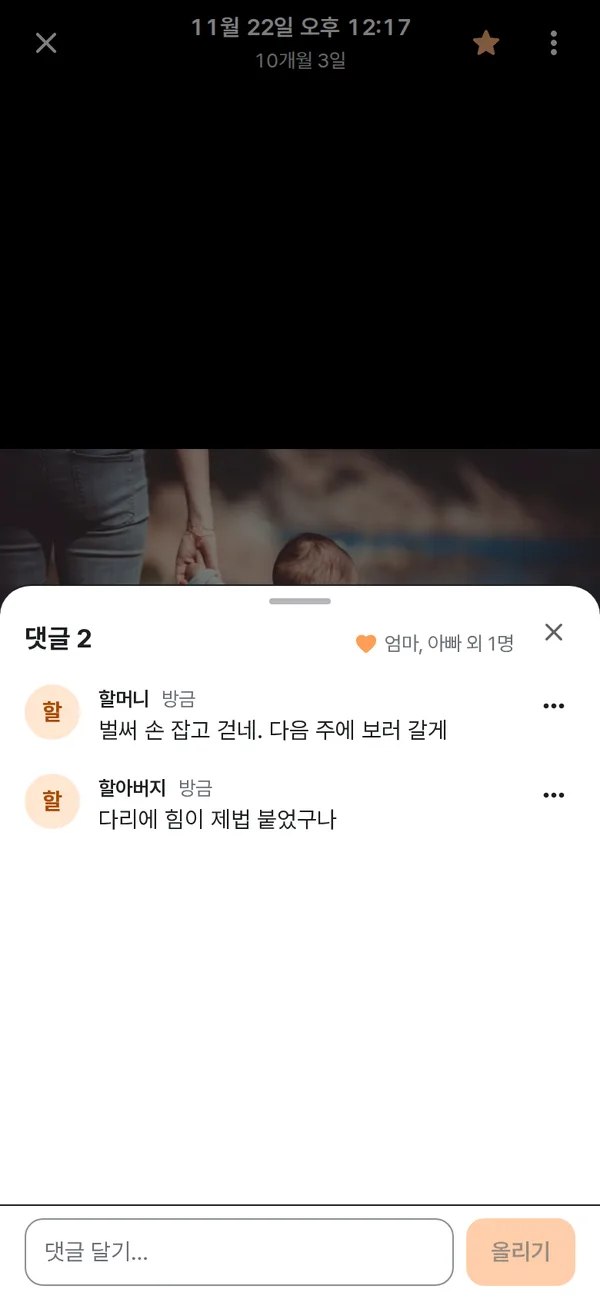 11월 22일 오후 12:17
10개월 3일
댓글 2
엄마, 아빠 외 1명
할
할머니 방금
벌써 손 잡고 걷네. 다음 주에 보러 갈게
할
할아버지 방금
다리에 힘이 제법 붙었구나
댓글 달기...
올리기